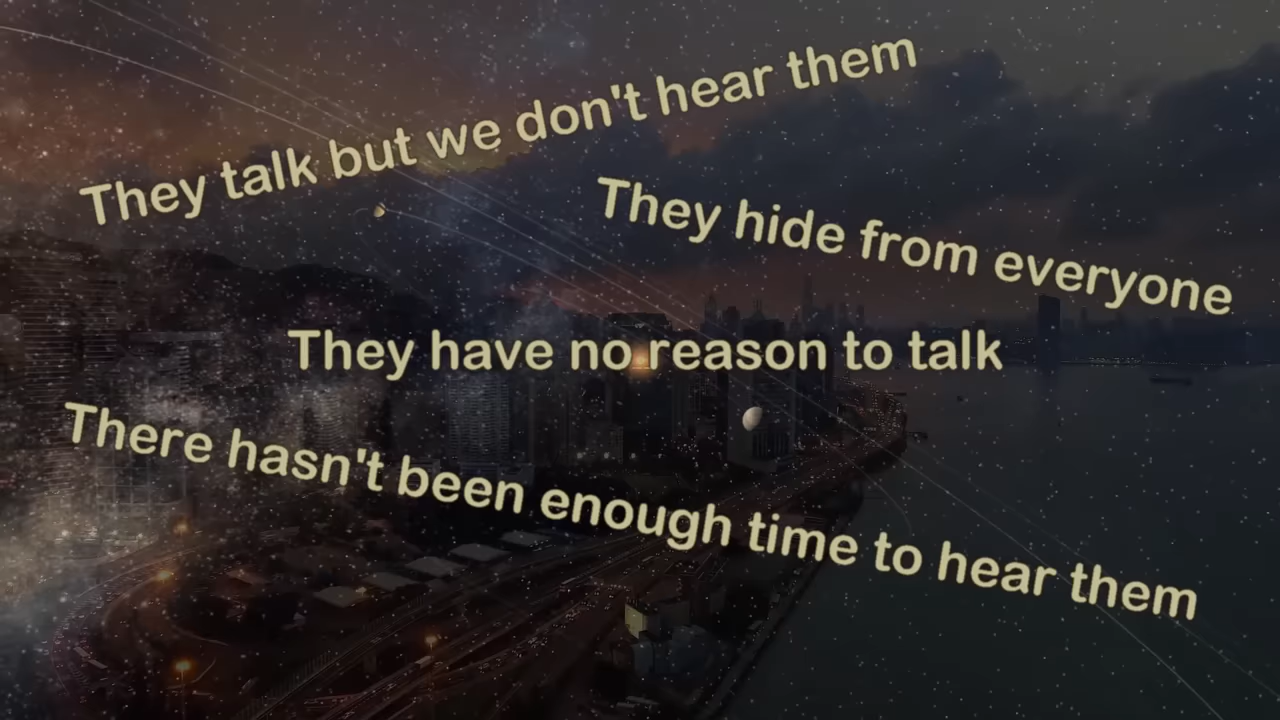 They talk but we don't hear them
They hide from everyone
They have no reason to talk
There hasn't been enough time to hear them